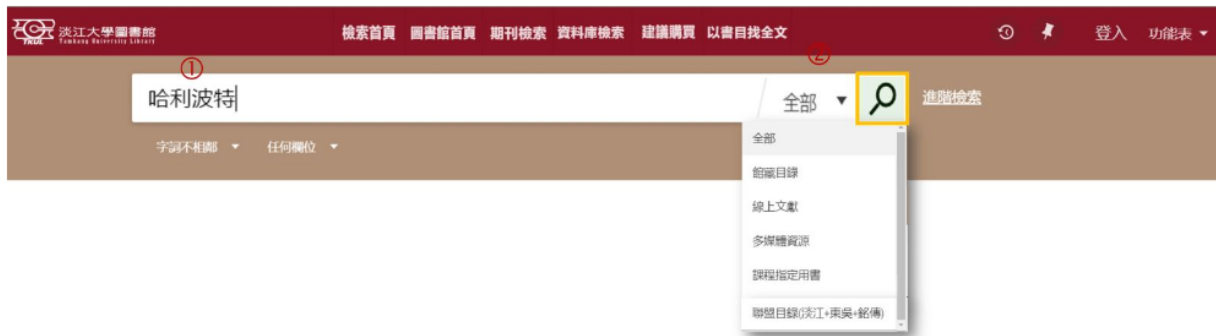 TKUL 淡江大學圖書館 檢索首頁 圖書館首頁 期刊檢索 資料庫檢索 建議購買 以書目找全文 登入 功能表
Tamkang University Library
① ②
哈利波特 全部 進階檢索
字詞不相鄰 任何欄位
全部
館藏目錄
線上文獻
多媒體資源
課程指定用書
聯盟目錄(淡江+東吳+銘傳)